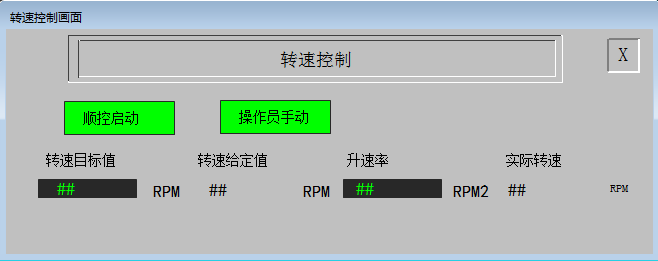 转速控制画面
转速控制
X
顺控启动 操作员手动
转速目标值 转速给定值 升速率 实际转速
## RPM ## RPM ## RPM2 ## RPM